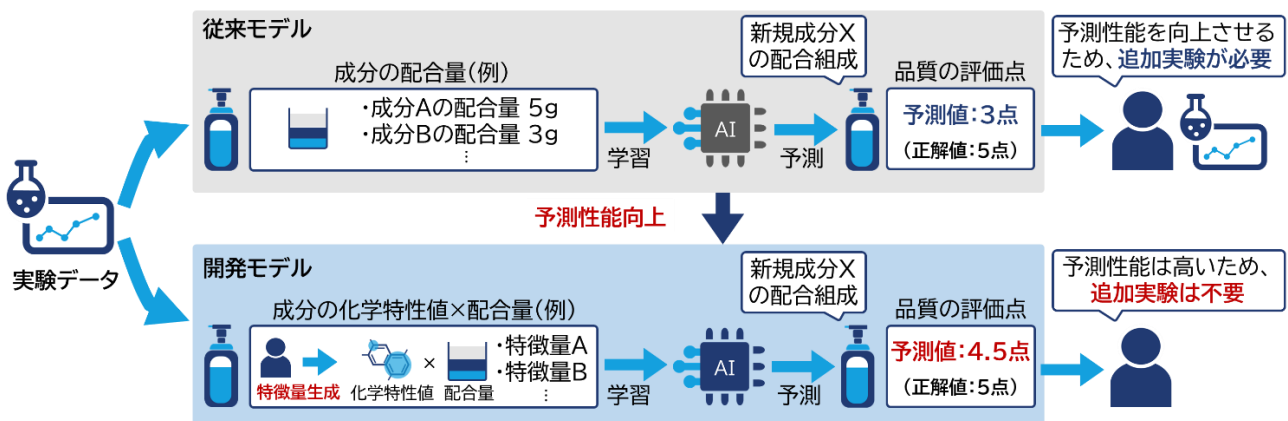 実験データ
従来モデル
成分の配合量(例)
・成分Aの配合量 5g
・成分Bの配合量 3g
⋮
学習
AI
予測
新規成分X
の配合組成
品質の評価点
予測値:3点
(正解値:5点)
予測性能を向上させる
ため、追加実験が必要
予測性能向上
開発モデル
成分の化学特性値×配合量(例)
特徴量生成
化学特性値
×
配合量
・特徴量A
・特徴量B
⋮
学習
AI
予測
新規成分X
の配合組成
品質の評価点
予測値:4.5点
(正解値:5点)
予測性能は高いため、
追加実験は不要